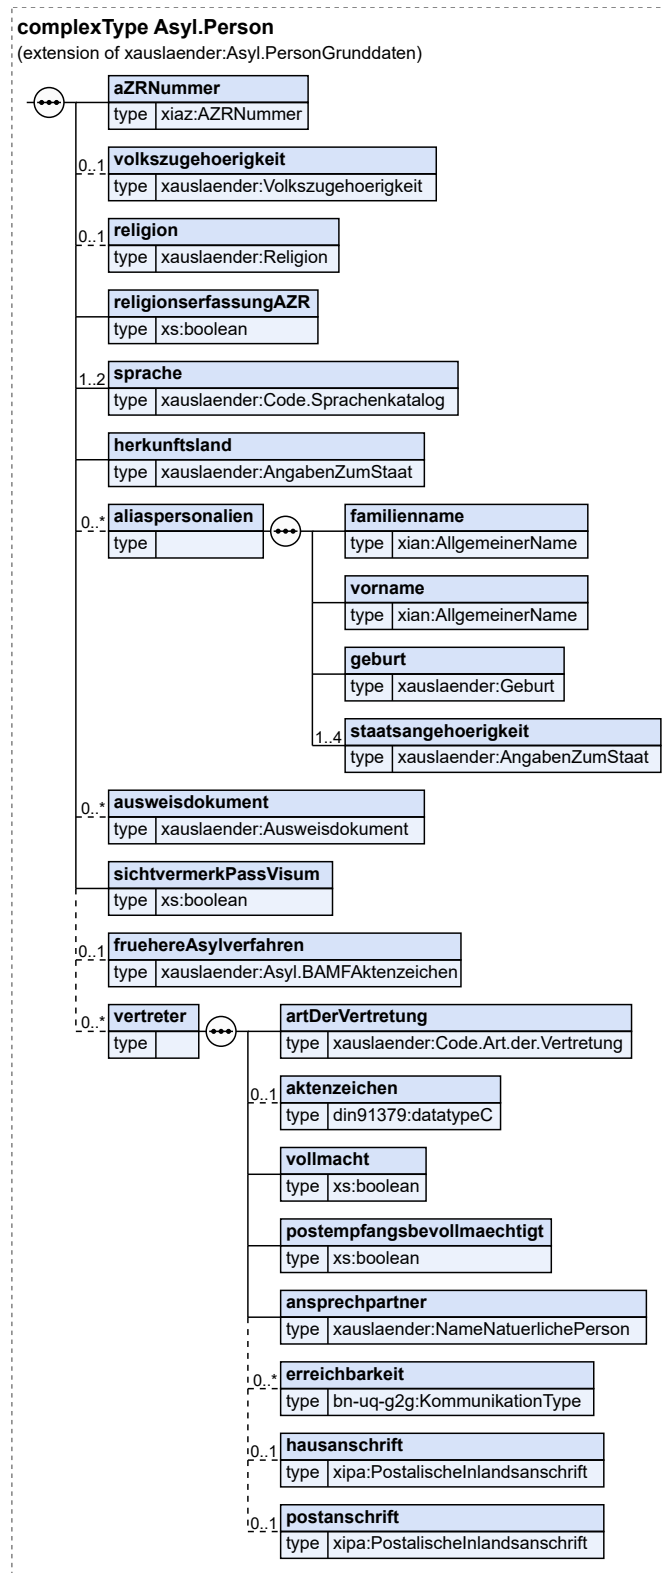 complexType Asyl.Person
(extension of xauslaender:Asyl.PersonGrunddaten)
aZRNummer
type xiaz:AZRNummer
0..1 volkszugehoerigkeit
type xauslaender:Volkszugehoerigkeit
0..1 religion
type xauslaender:Religion
religionserfassungAZR
type xs:boolean
1..2 sprache
type xauslaender:Code.Sprachenkatalog
herkunftsland
type xauslaender:AngabenZumStaat
0..* aliaspersonalien
type
familienname
type xian:AllgemeinerName
vorname
type xian:AllgemeinerName
geburt
type xauslaender:Geburt
1..4 staatsangehoerigkeit
type xauslaender:AngabenZumStaat
0..* ausweisdokument
type xauslaender:Ausweisdokument
sichtvermerkPassVisum
type xs:boolean
0..1 fruehereAsylverfahren
type xauslaender:Asyl.BAMFAktenzeichen
0..* vertreter
type
artDerVertretung
type xauslaender:Code.Art.der.Vertretung
0..1 aktenzeichen
type din91379:datatypeC
vollmacht
type xs:boolean
postempfangsbevollmaechtigt
type xs:boolean
ansprechpartner
type xauslaender:NameNatuerlichePerson
0..* erreichbarkeit
type bn-uq-g2g:KommunikationType
0..1 hausanschrift
type xipa:PostalischeInlandsanschrift
0..1 postanschrift
type xipa:PostalischeInlandsanschrift